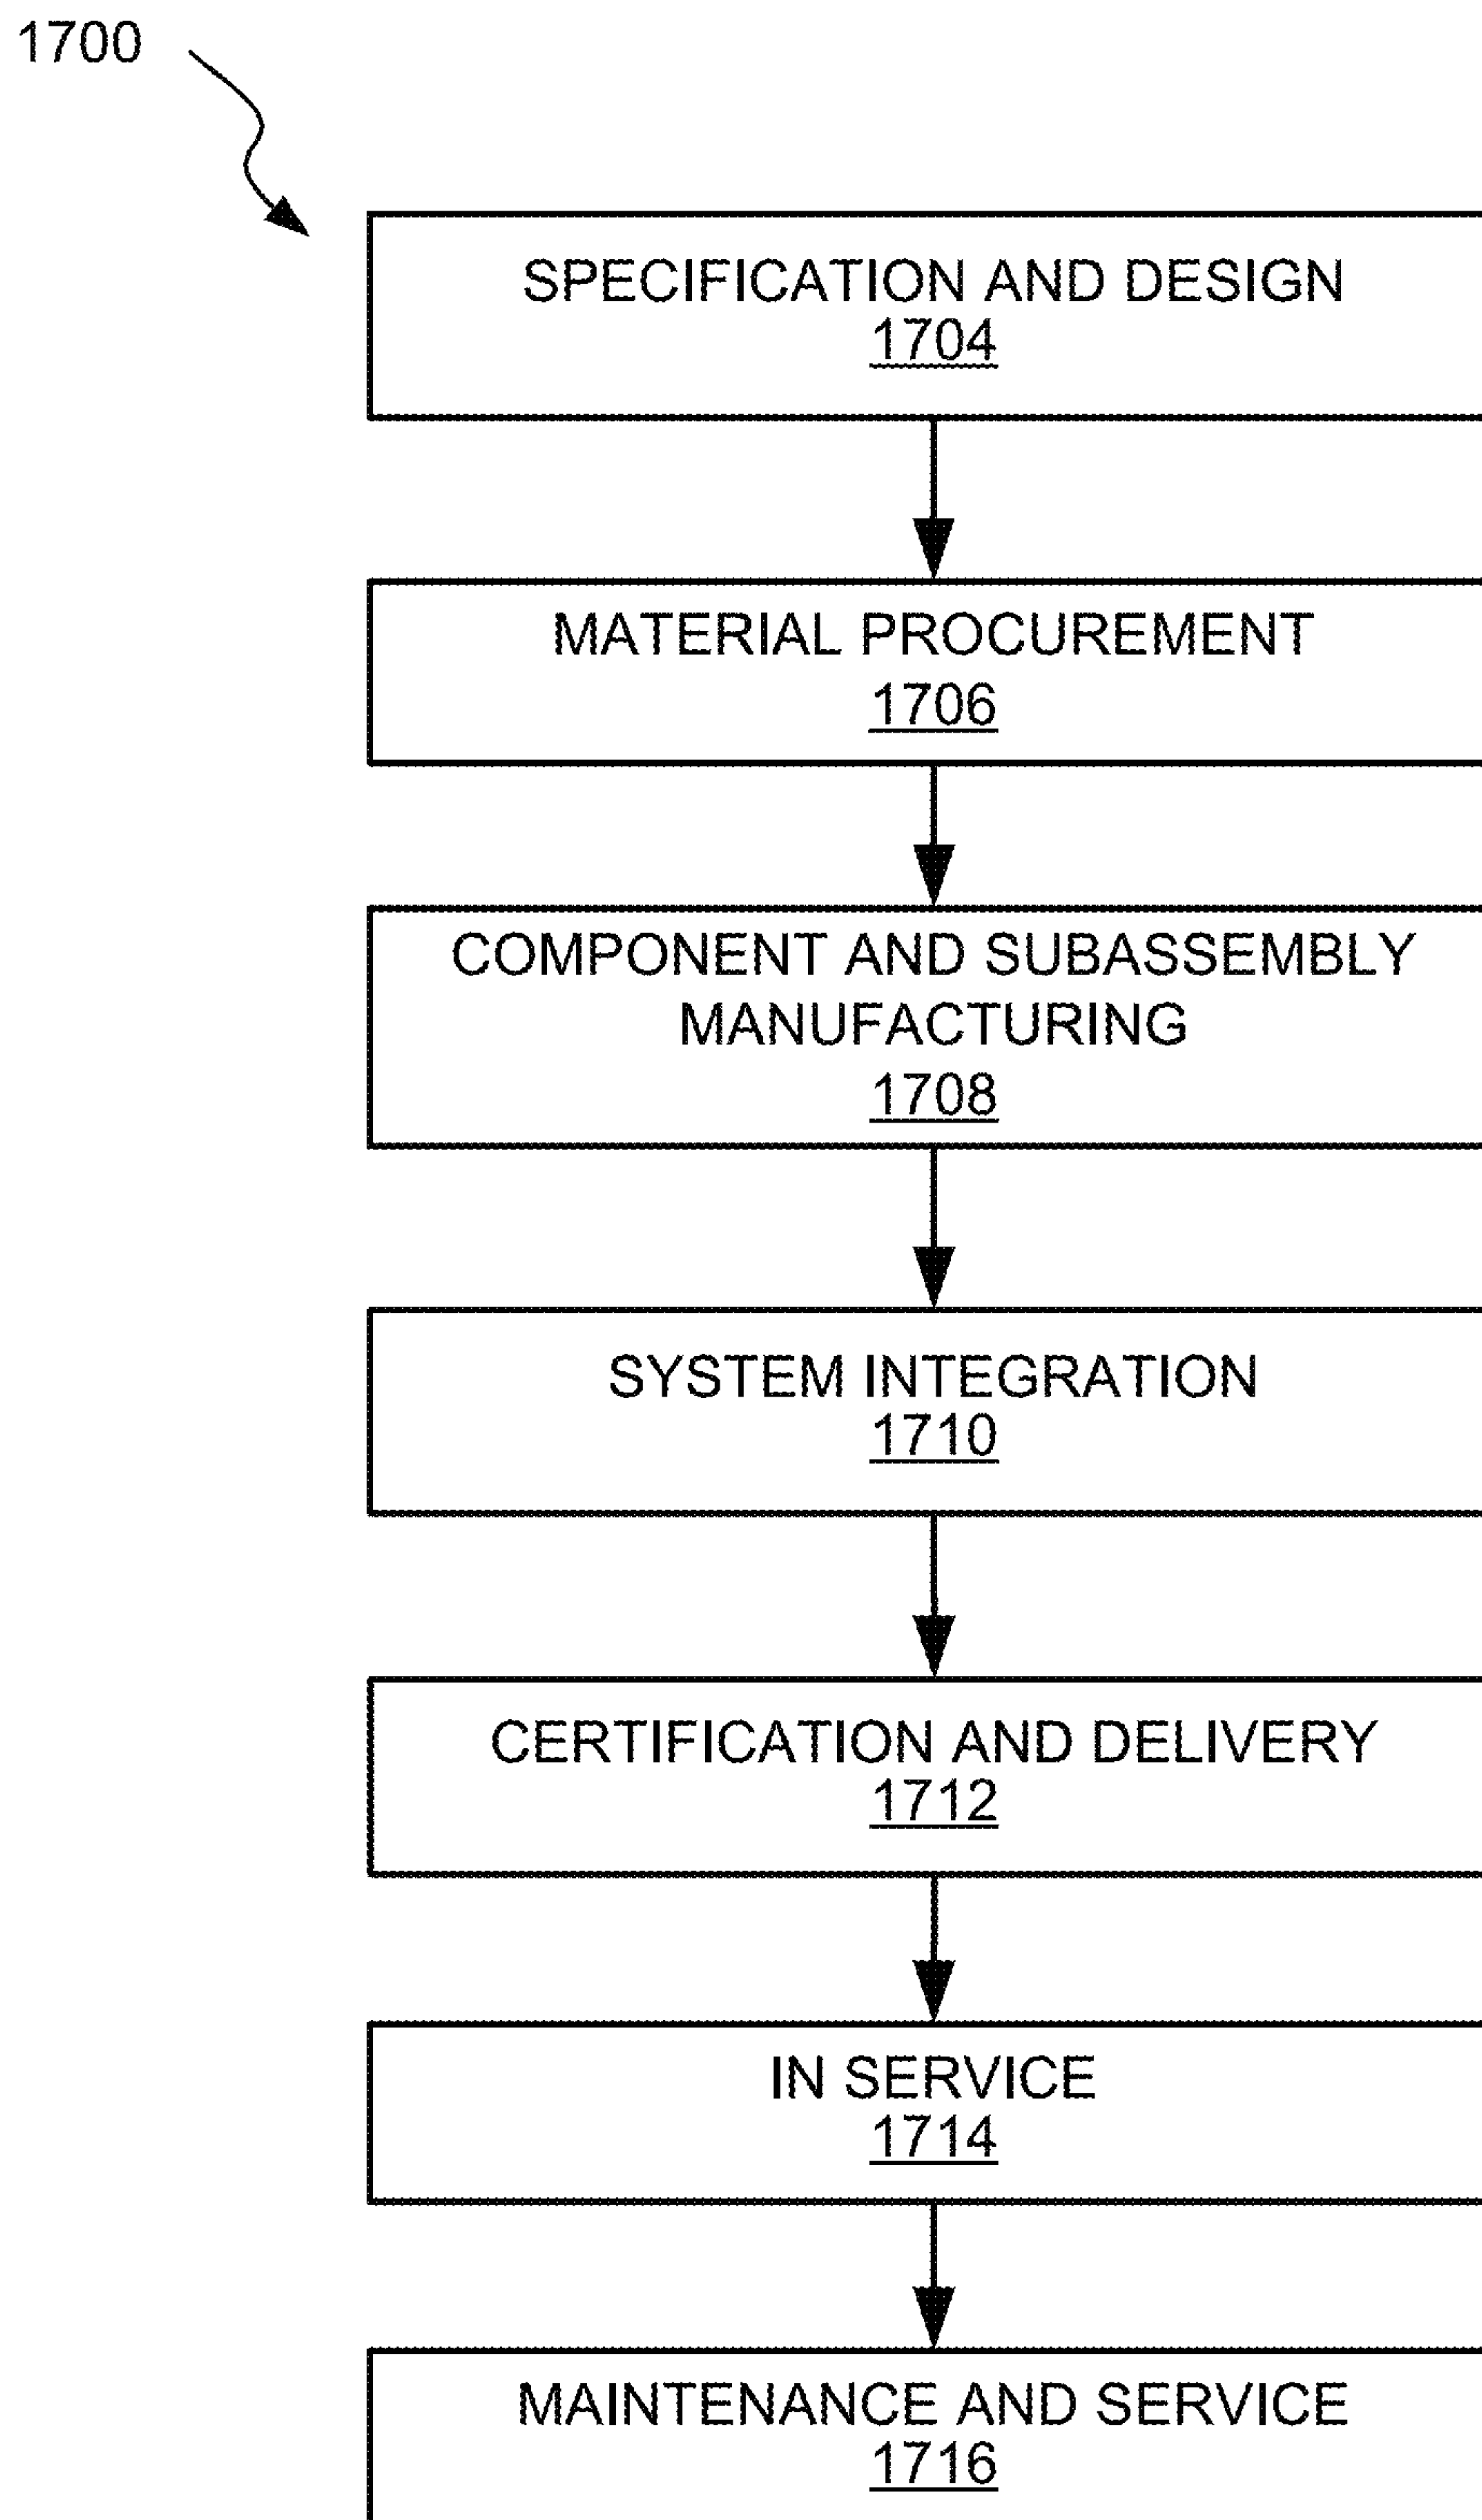 1700
SPECIFICATION AND DESIGN
1704
MATERIAL PROCUREMENT
1706
COMPONENT AND SUBASSEMBLY
MANUFACTURING
1708
SYSTEM INTEGRATION
1710
CERTIFICATION AND DELIVERY
1712
IN SERVICE
1714
MAINTENANCE AND SERVICE
1716